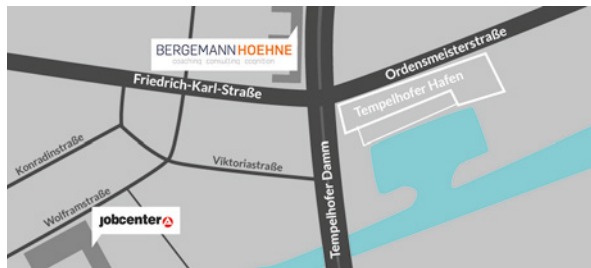 BERGEMANNHOEHNE
coaching consulting cognition
Friedrich-Karl-Straße
Ordensmeisterstraße
Tempelhofer Hafen
Konradinstraße
Viktoriastraße
Tempelhofer Damm
Wolframstraße
jobcenter